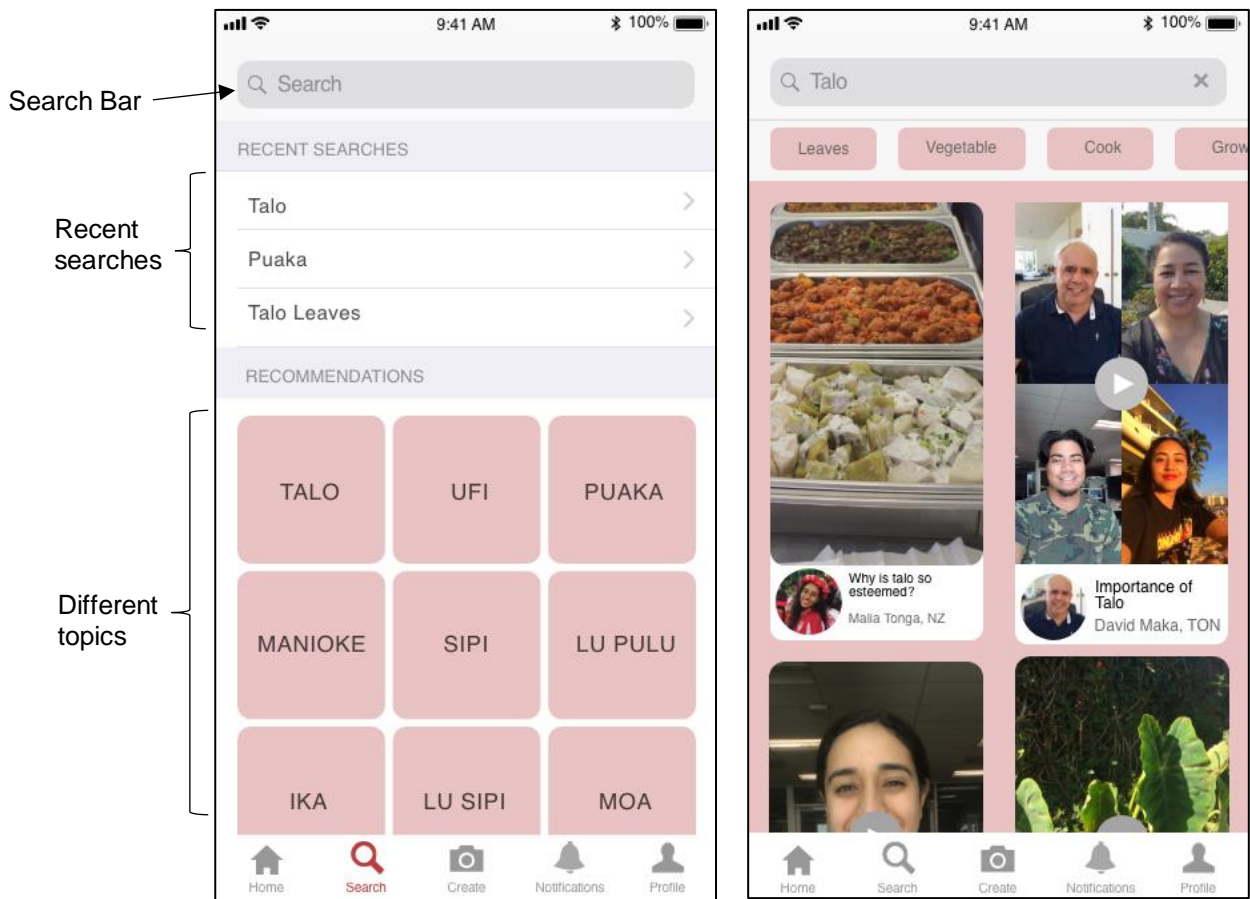 Search Bar
Recent
searches
Different
topics
9:41 AM
100%
Search
RECENT SEARCHES
Talo
Puaka
Talo Leaves
RECOMMENDATIONS
TALO UFI PUAKA
MANIOKE SIPI LU PULU
IKA LU SIPI MOA
Home Search Create Notifications Profile
9:41 AM
100%
Talo
Leaves Vegetable Cook Grow
Why is talo so
esteemed?
Malia Tonga, NZ
Importance of
Talo
David Maka, TON
Home Search Create Notifications Profile